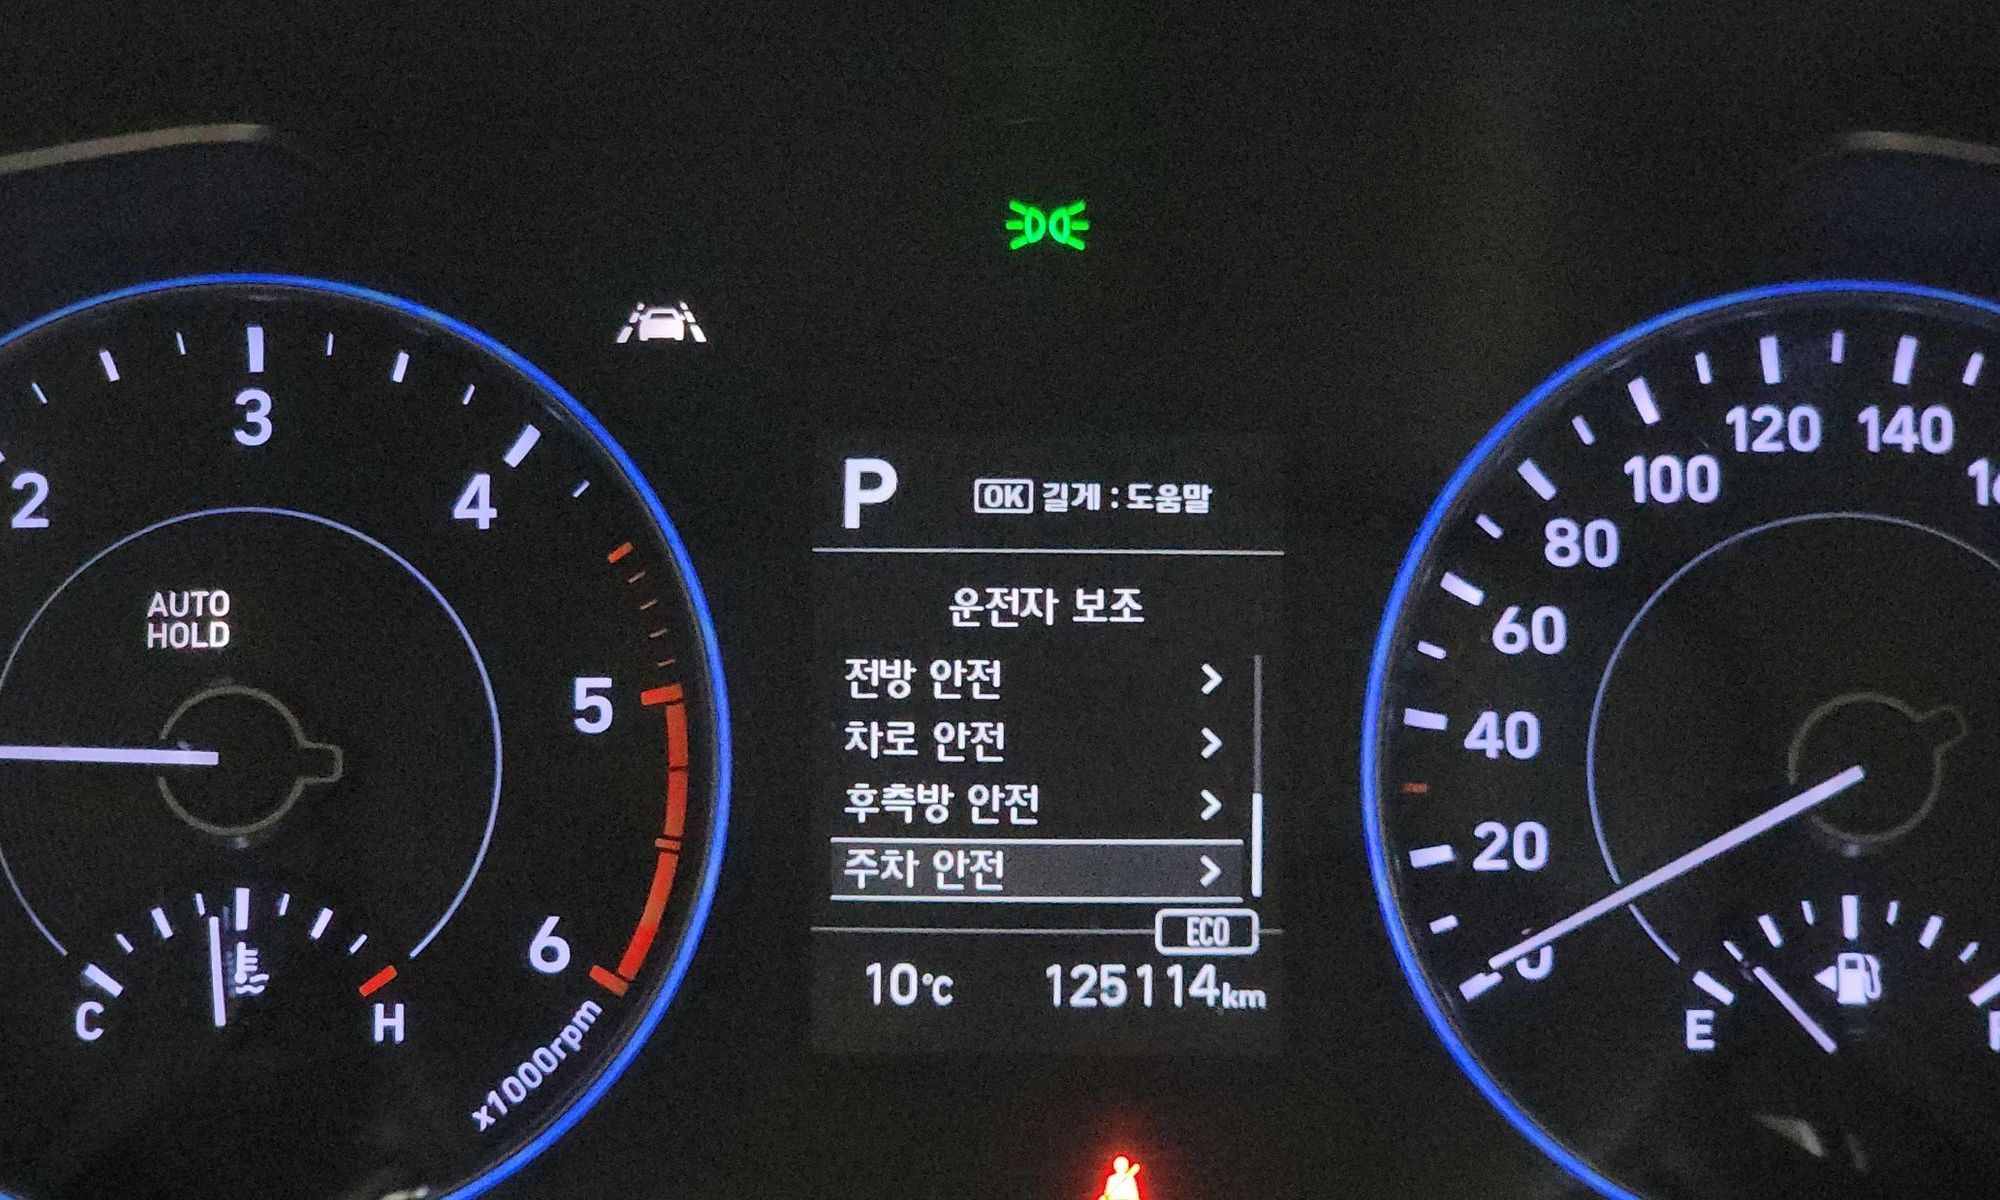 2
3
4
5
6
x1000rpm
AUTO
HOLD
C
H
P
OK 길게 : 도움말
운전자 보조
전방 안전
차로 안전
후측방 안전
주차 안전
ECO
10°C
125114km
0
20
40
60
80
100
120
140
E